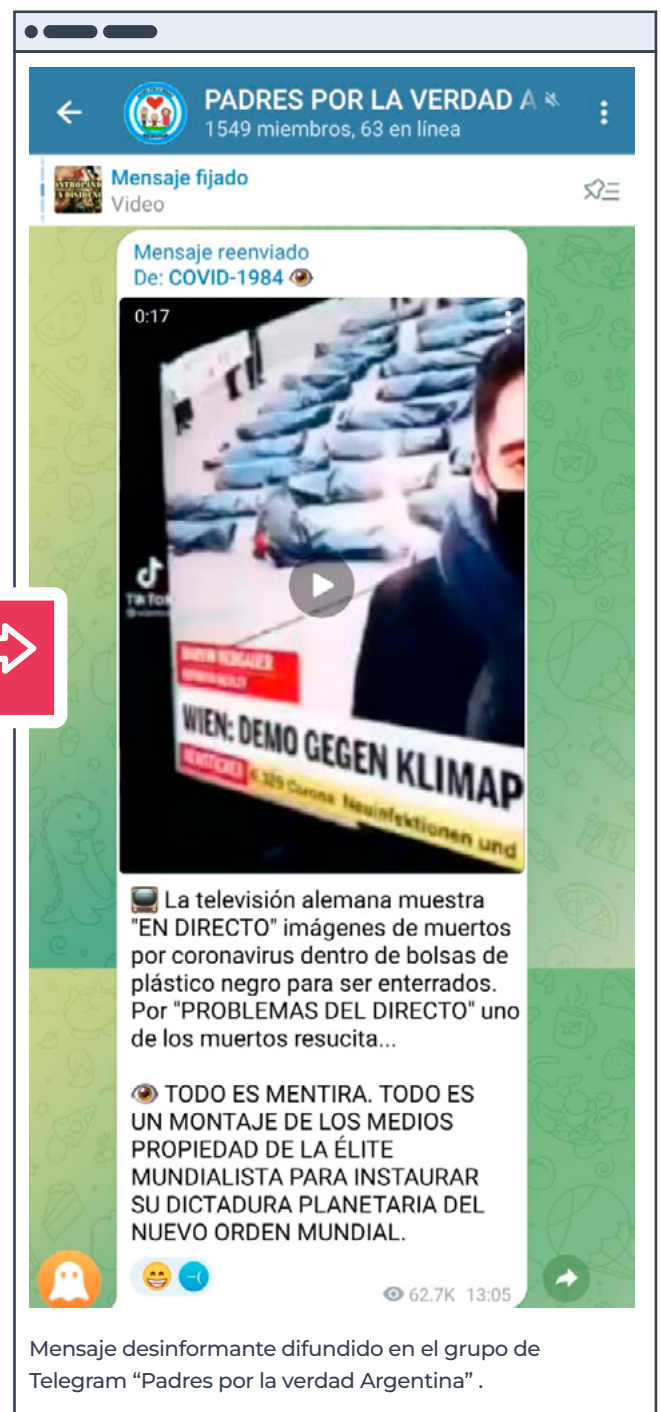 PADRES POR LA VERDAD A
1549 miembros, 63 en línea
Mensaje fijado
Video
Mensaje reenviado
De: COVID-1984 👁
0:17
WIEN: DEMO GEGEN KLIMAP
Corona Neuinfektionen und
📺 La televisión alemana muestra
"EN DIRECTO" imágenes de muertos
por coronavirus dentro de bolsas de
plástico negro para ser enterrados.
Por "PROBLEMAS DEL DIRECTO" uno
de los muertos resucita...
👁 TODO ES MENTIRA. TODO ES
UN MONTAJE DE LOS MEDIOS
PROPIEDAD DE LA ÉLITE
MUNDIALISTA PARA INSTAURAR
SU DICTADURA PLANETARIA DEL
NUEVO ORDEN MUNDIAL.
62.7K 13:05
Mensaje desinformante difundido en el grupo de
Telegram “Padres por la verdad Argentina” .